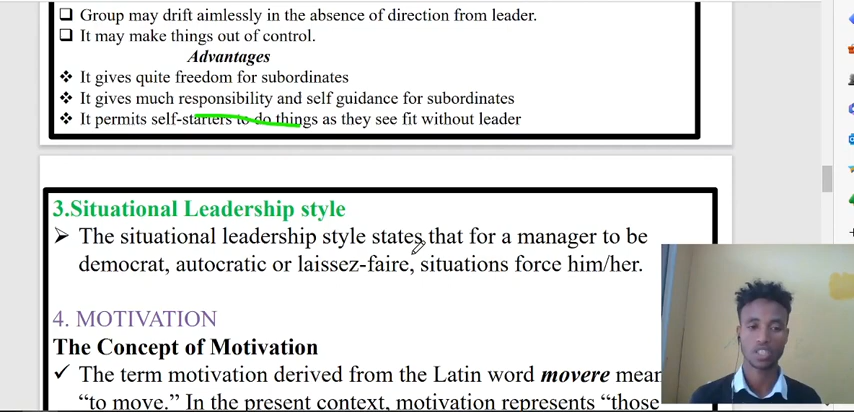 ❑ Group may drift aimlessly in the absence of direction from leader.
❑ It may make things out of control.
Advantages
❖ It gives quite freedom for subordinates
❖ It gives much responsibility and self guidance for subordinates
❖ It permits self-starters to do things as they see fit without leader
3.Situational Leadership style
➤ The situational leadership style states that for a manager to be
democrat, autocratic or laissez-faire, situations force him/her.
4. MOTIVATION
The Concept of Motivation
✓ The term motivation derived from the Latin word movere mean
“to move.” In the present context, motivation represents “those